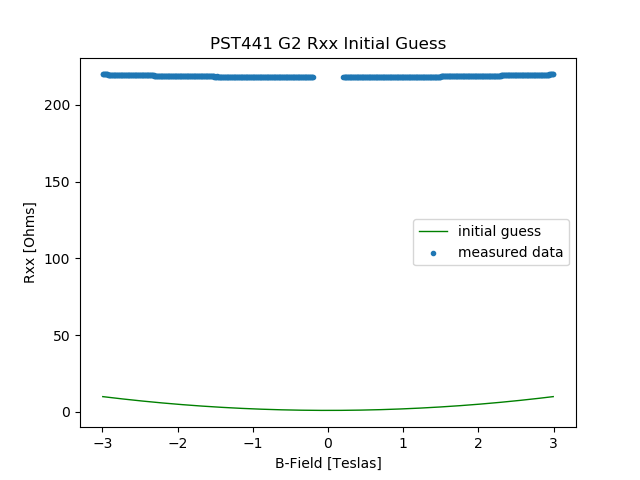 PST441 G2 Rxx Initial Guess
200
150
100
50
0
Rxx [Ohms]
initial guess
measured data
−3
−2
−1
0
1
2
3
B-Field [Teslas]